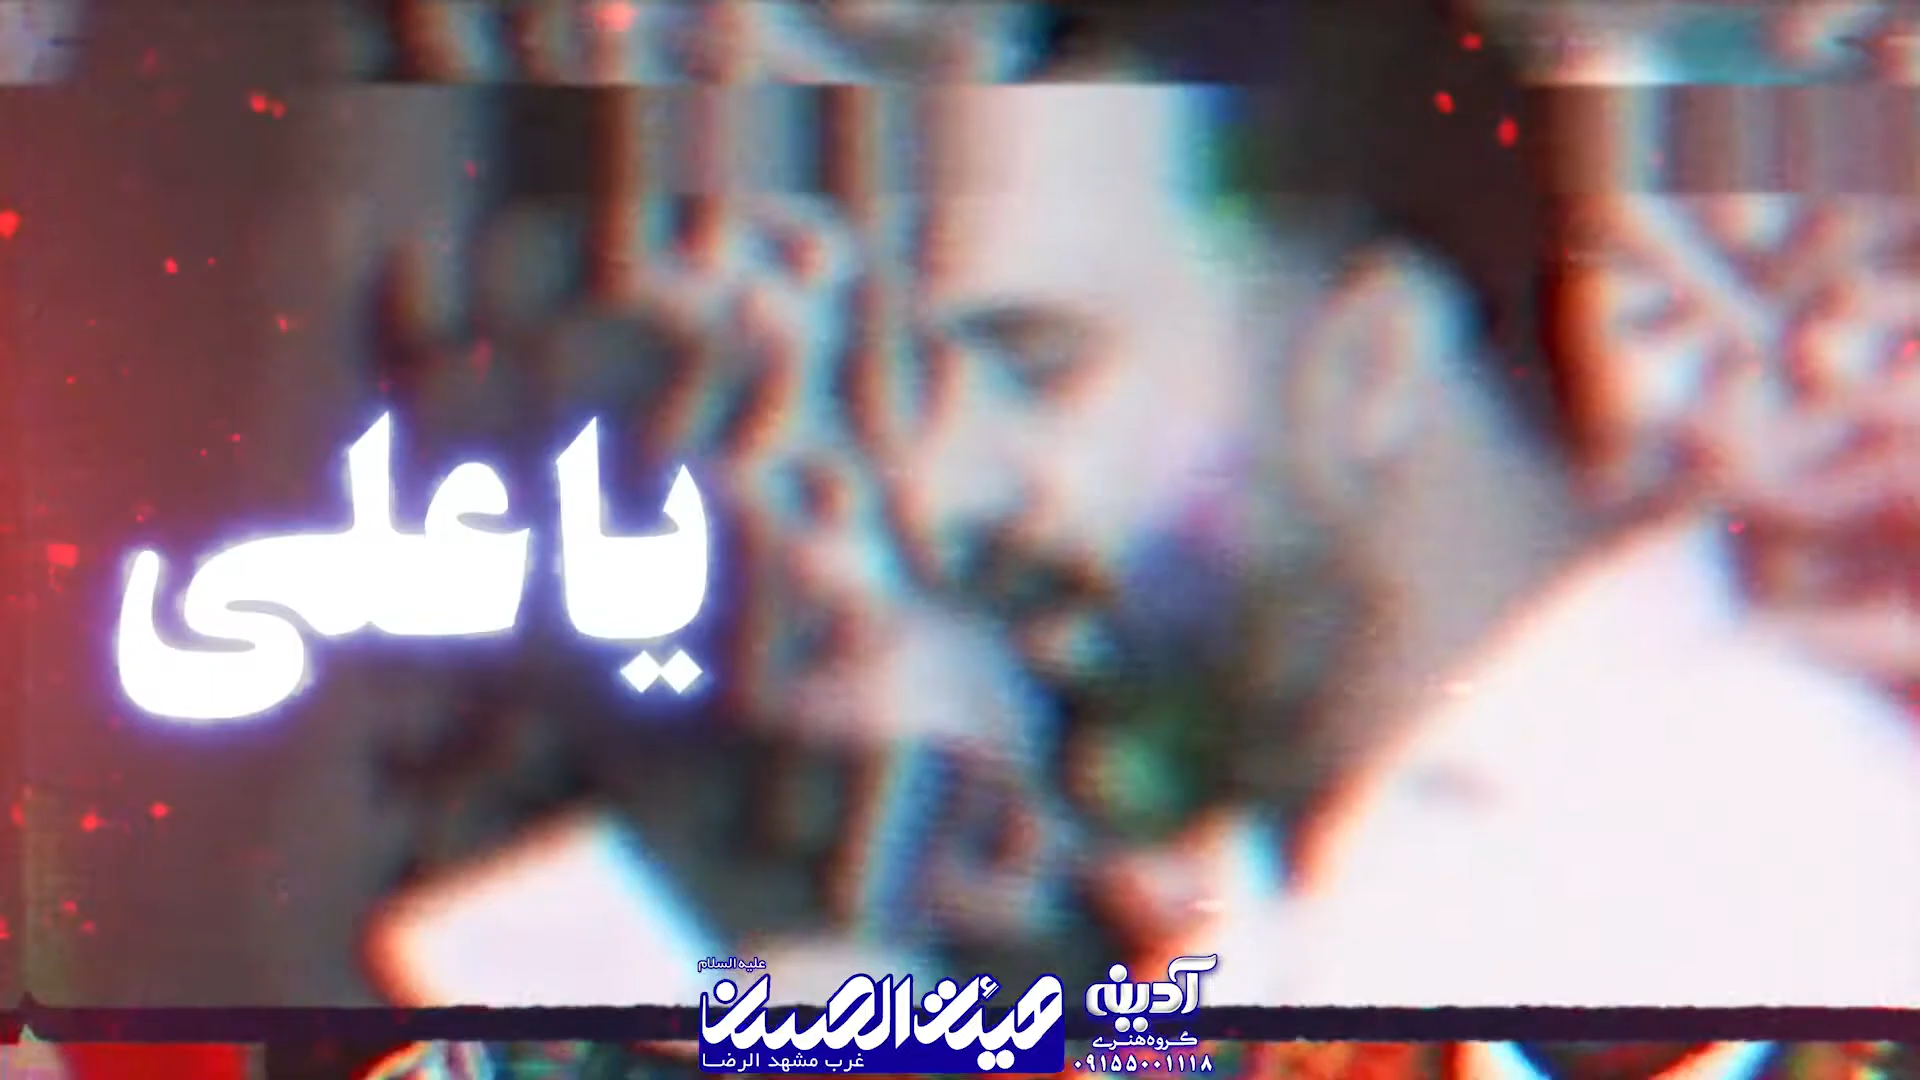 یاعلی
علیه السلام
هیئت الحسن
غرب مشهد الرضا
آدینه
گروه هنری
۰۹۱۵۵۰۰۱۱۱۸